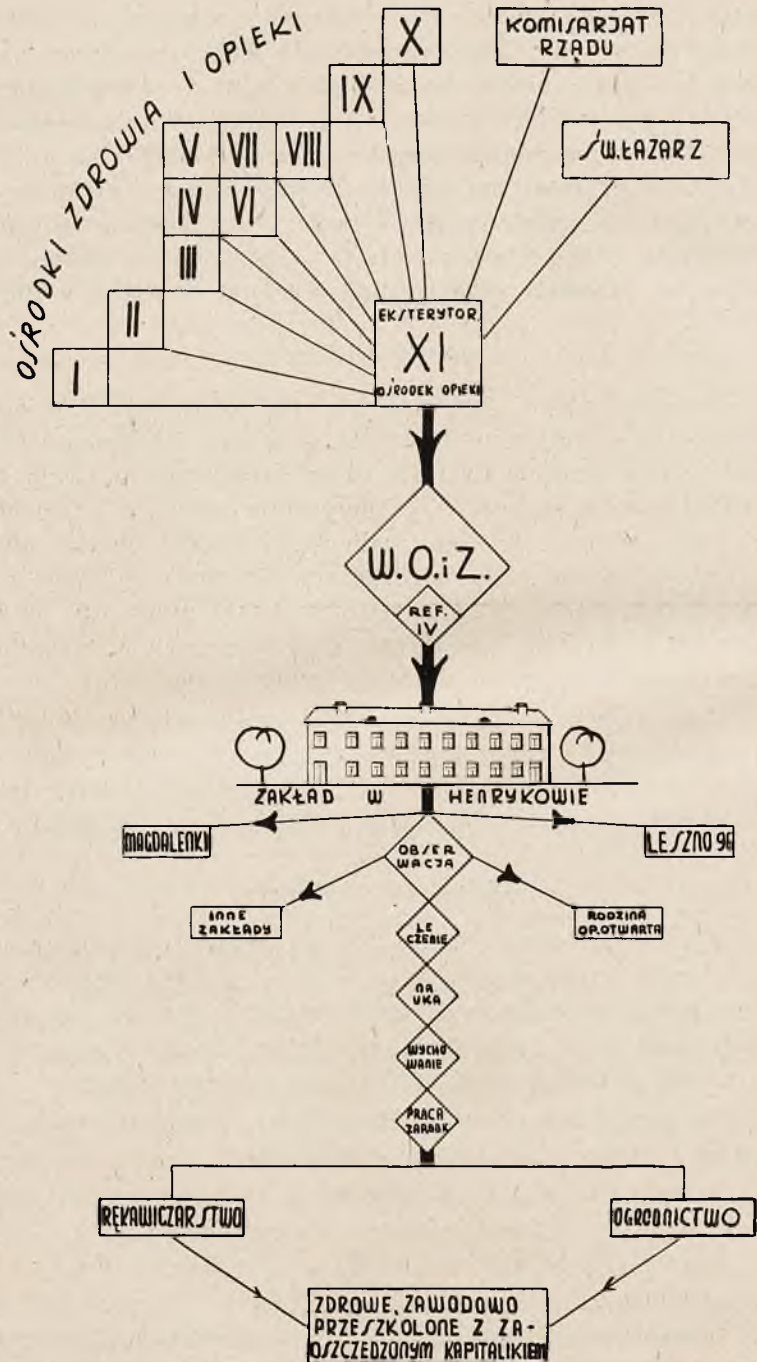 OŚRODKI ZDROWIA I OPIEKI
X
IX
V VII VIII
IV VI
III
II
I
KOMISARJAT
RZĄDU
ŚW. ŁAZARZ
EKSTERYTOR.
XI
OŚRODEK OPIEKI
W.O.iZ.
REF.
IV
ZAKŁAD W HENRYKOWIE
MAGDALENKI
LESZNO 96
OBSER
WACJA
INNE
ZAKŁADY
RODZINA
OP.OTWARTA
LE
CZENIE
NA
UKA
WYCHO
WANIE
PRACA
ZAROBK
RĘKAWICZARSTWO
OGRODNICTWO
ZDROWE, ZAWODOWO
PRZESZKOLONE Z ZA-
OSZCZEDZONYM KAPITALIKIEM